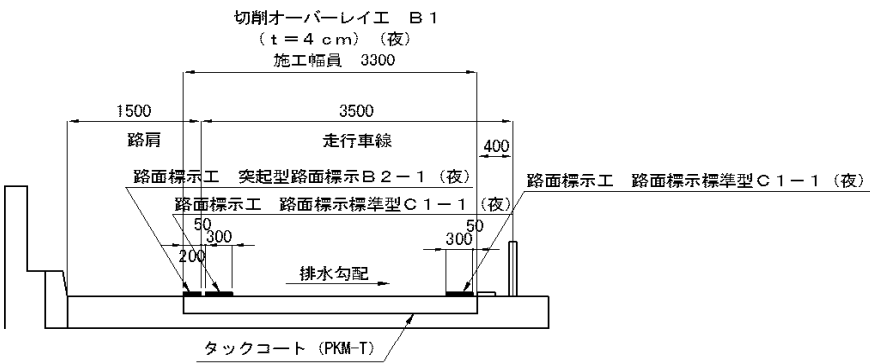 切削オーバーレイエ B1
(t=4cm)(夜)
施工幅員 3300
1500
3500
路肩
走行車線
400
路面標示工 突起型路面標示B2-1(夜)
路面標示工 路面標示標準型C1-1(夜)
路面標示工 路面標示標準型C1-1(夜)
50
300
200
50
300
排水勾配
タックコート(PKM-T)